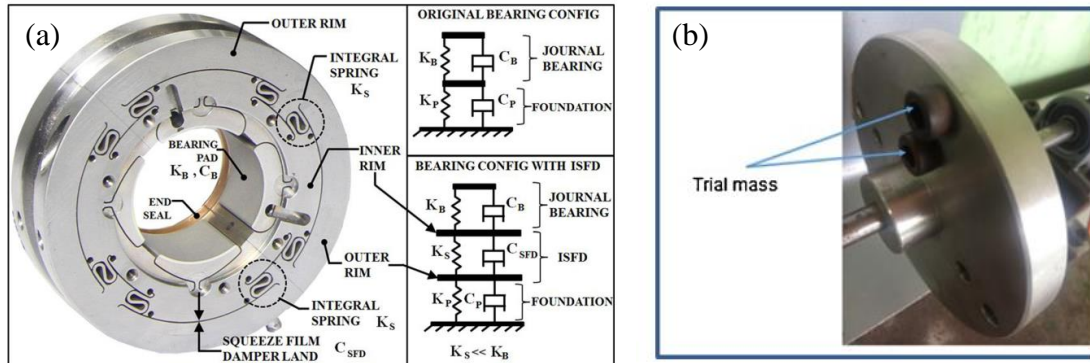 (a)
OUTER RIM
INTEGRAL
SPRING
K_S
BEARING
PAD
K_B , C_B
INNER
RIM
END
SEAL
OUTER
RIM
INTEGRAL
SPRING K_S
SQUEEZE FILM
DAMPER LAND C_SFD
ORIGINAL BEARING CONFIG
K_B C_B JOURNAL
BEARING
K_P C_P FOUNDATION
BEARING CONFIG WITH ISFD
K_B C_B JOURNAL
BEARING
K_S C_SFD ISFD
K_P C_P FOUNDATION
K_S << K_B
(b)
Trial mass